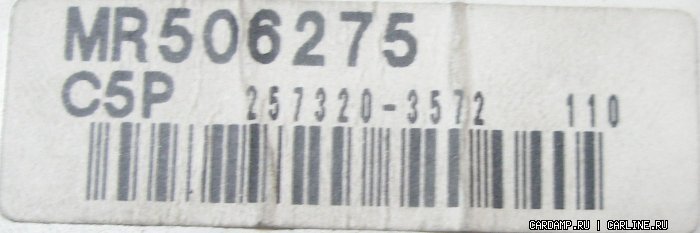 MR506275
C5P 257320-3572 110
CARDAMP.RU | CARLINE.RU